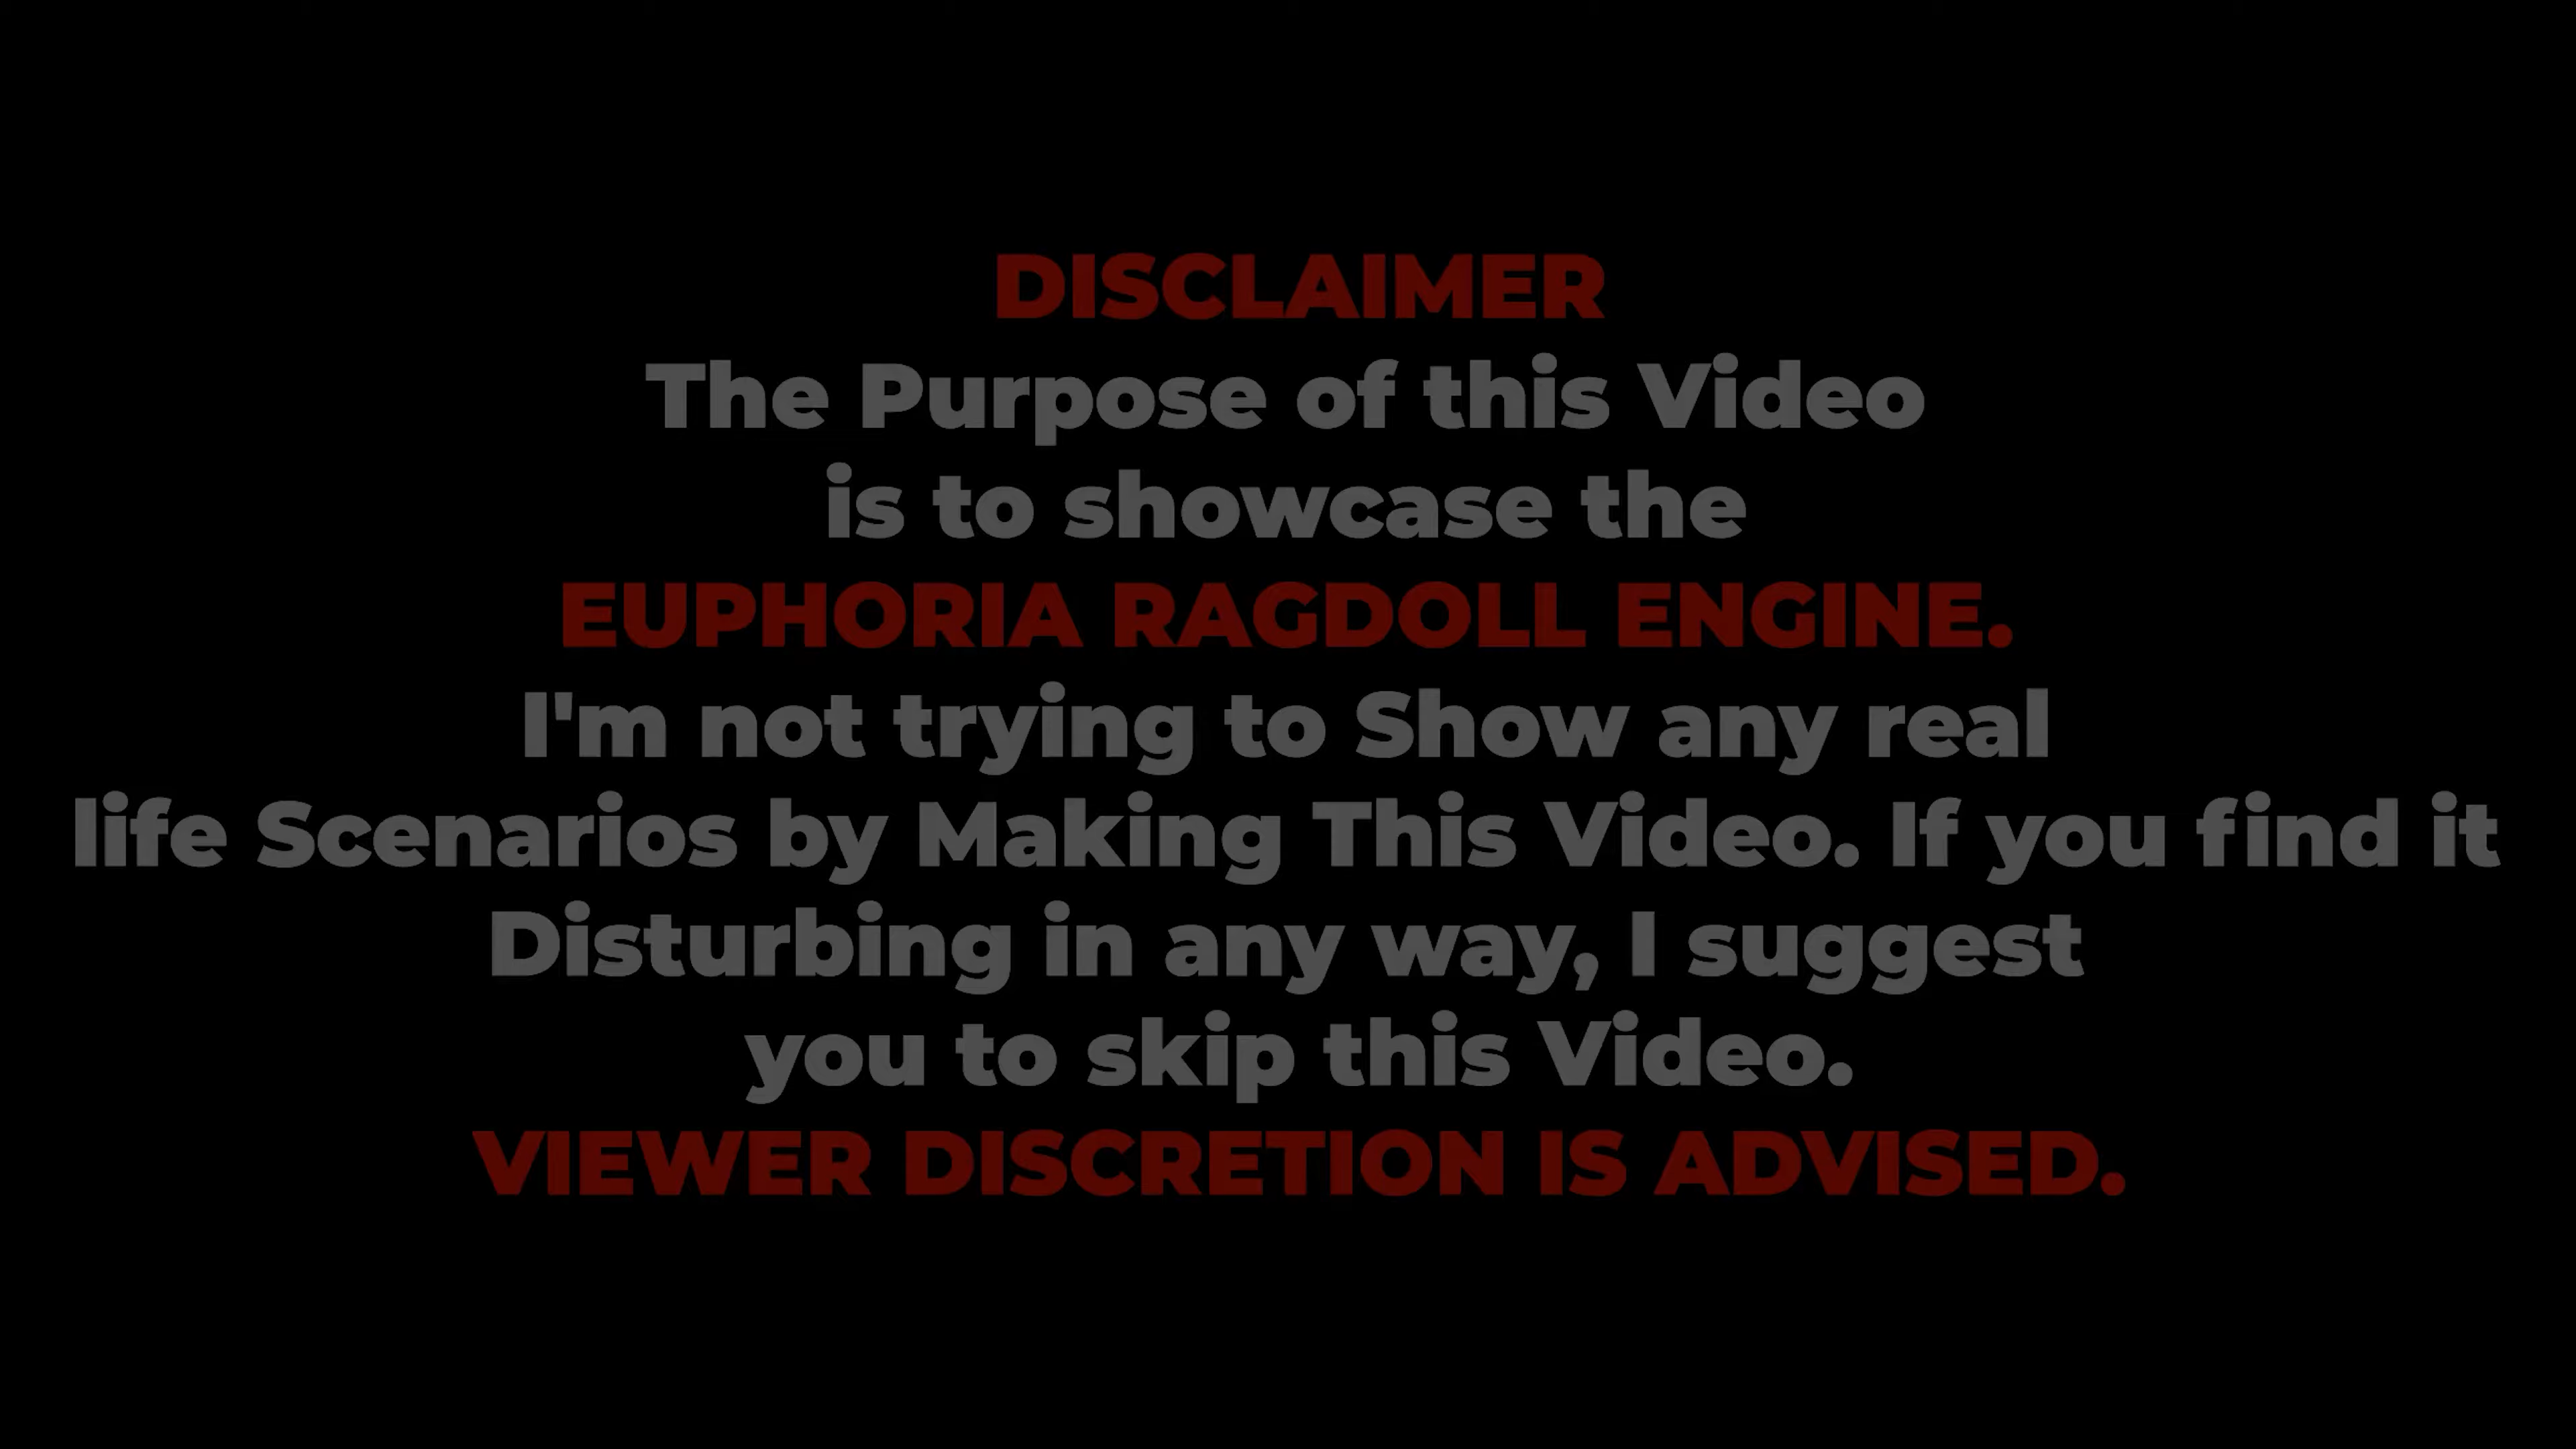 DISCLAIMER
The Purpose of this Video
is to showcase the
EUPHORIA RAGDOLL ENGINE.
I'm not trying to Show any real
life Scenarios by Making This Video. If you find it
Disturbing in any way, I suggest
you to skip this Video.
VIEWER DISCRETION IS ADVISED.